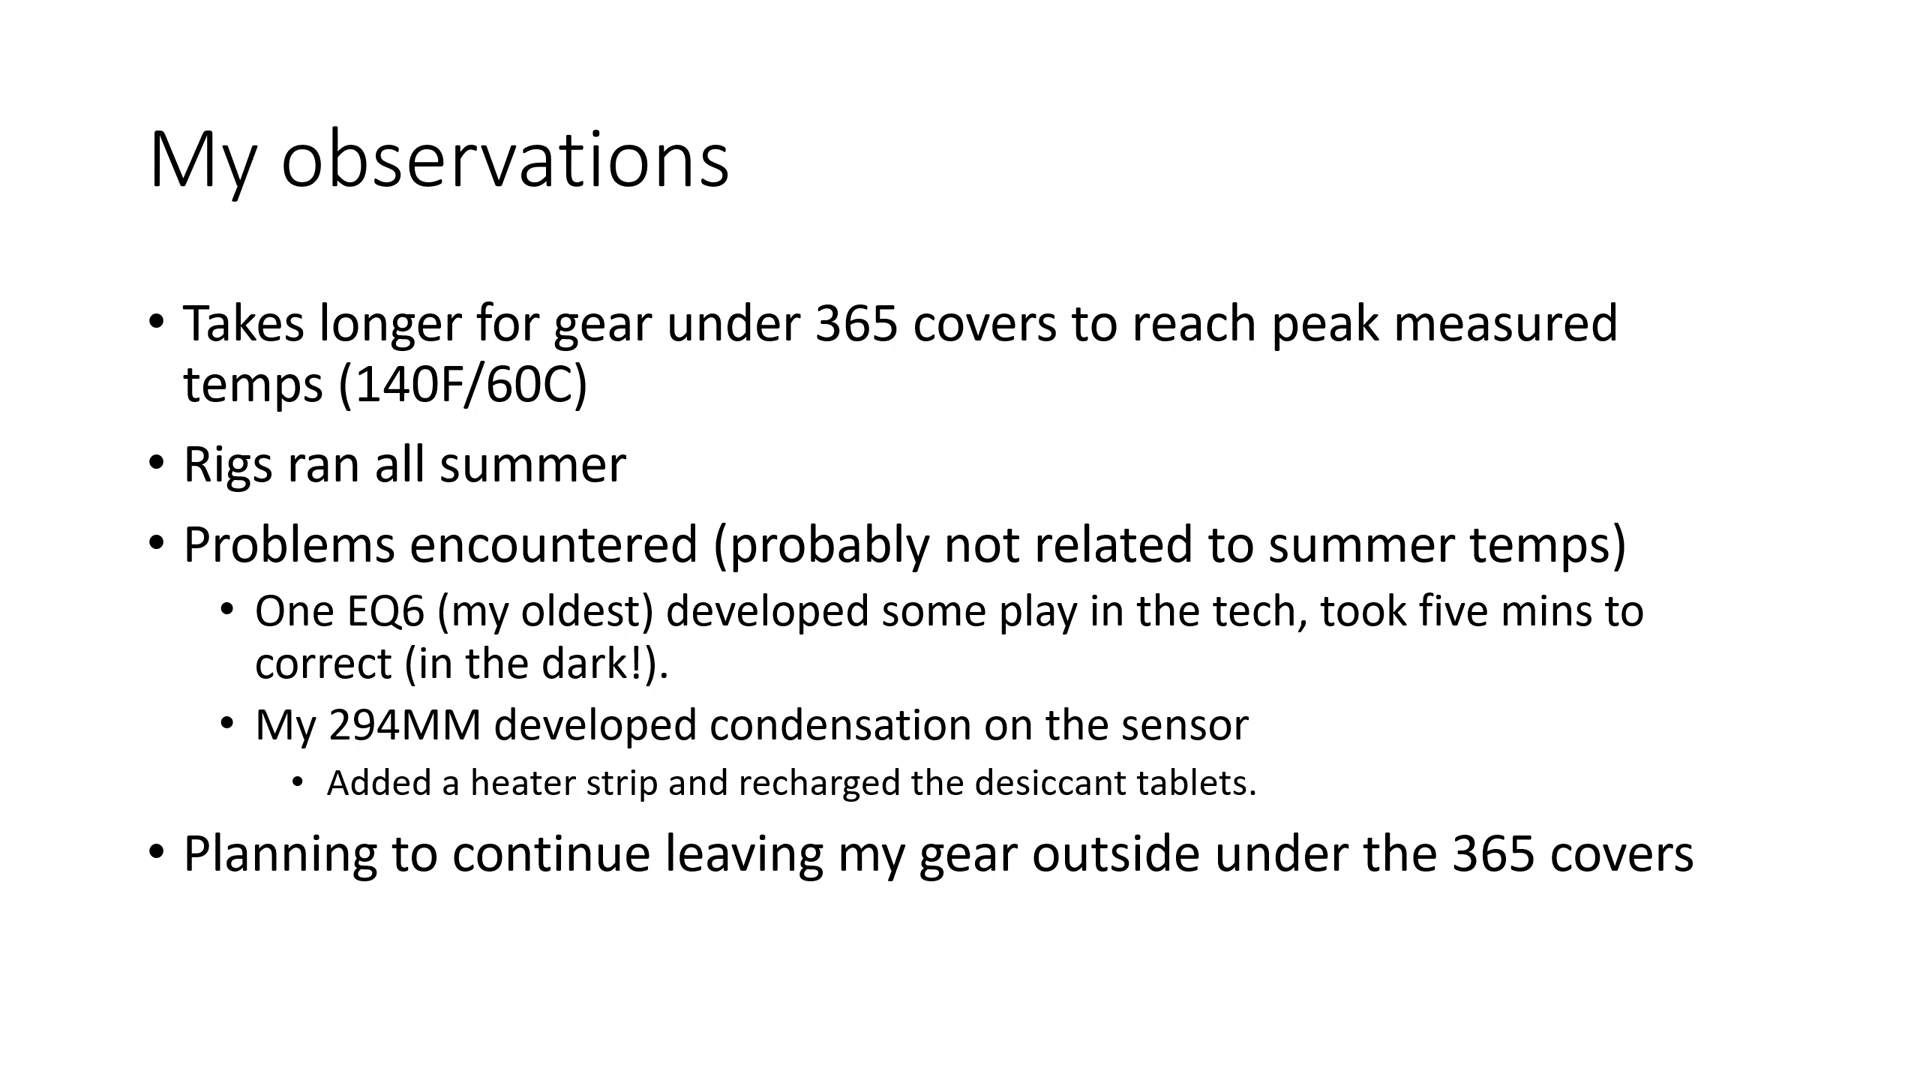 My observations
• Takes longer for gear under 365 covers to reach peak measured
temps (140F/60C)
• Rigs ran all summer
• Problems encountered (probably not related to summer temps)
• One EQ6 (my oldest) developed some play in the tech, took five mins to
correct (in the dark!).
• My 294MM developed condensation on the sensor
• Added a heater strip and recharged the desiccant tablets.
• Planning to continue leaving my gear outside under the 365 covers